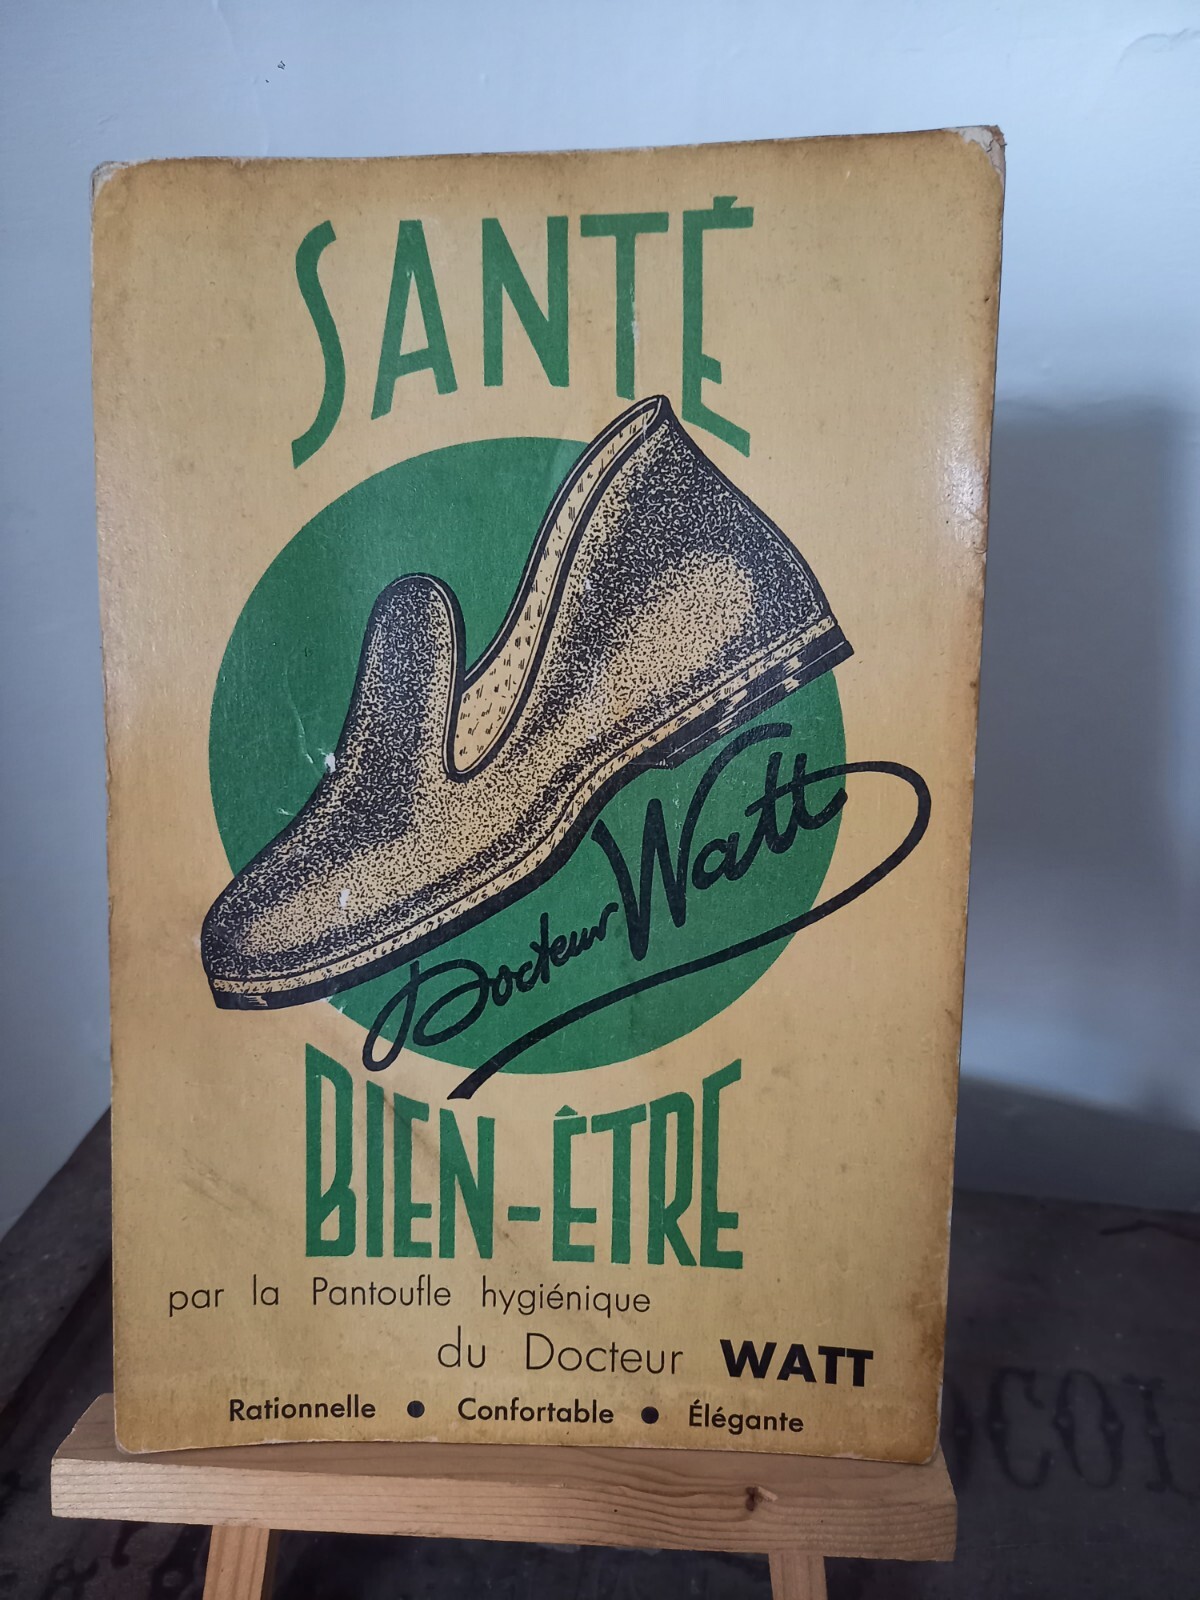 SANTÉ
Docteur Watt
BIEN-ÊTRE
par la Pantoufle hygiénique
du Docteur WATT
Rationnelle ● Confortable ● Élégante